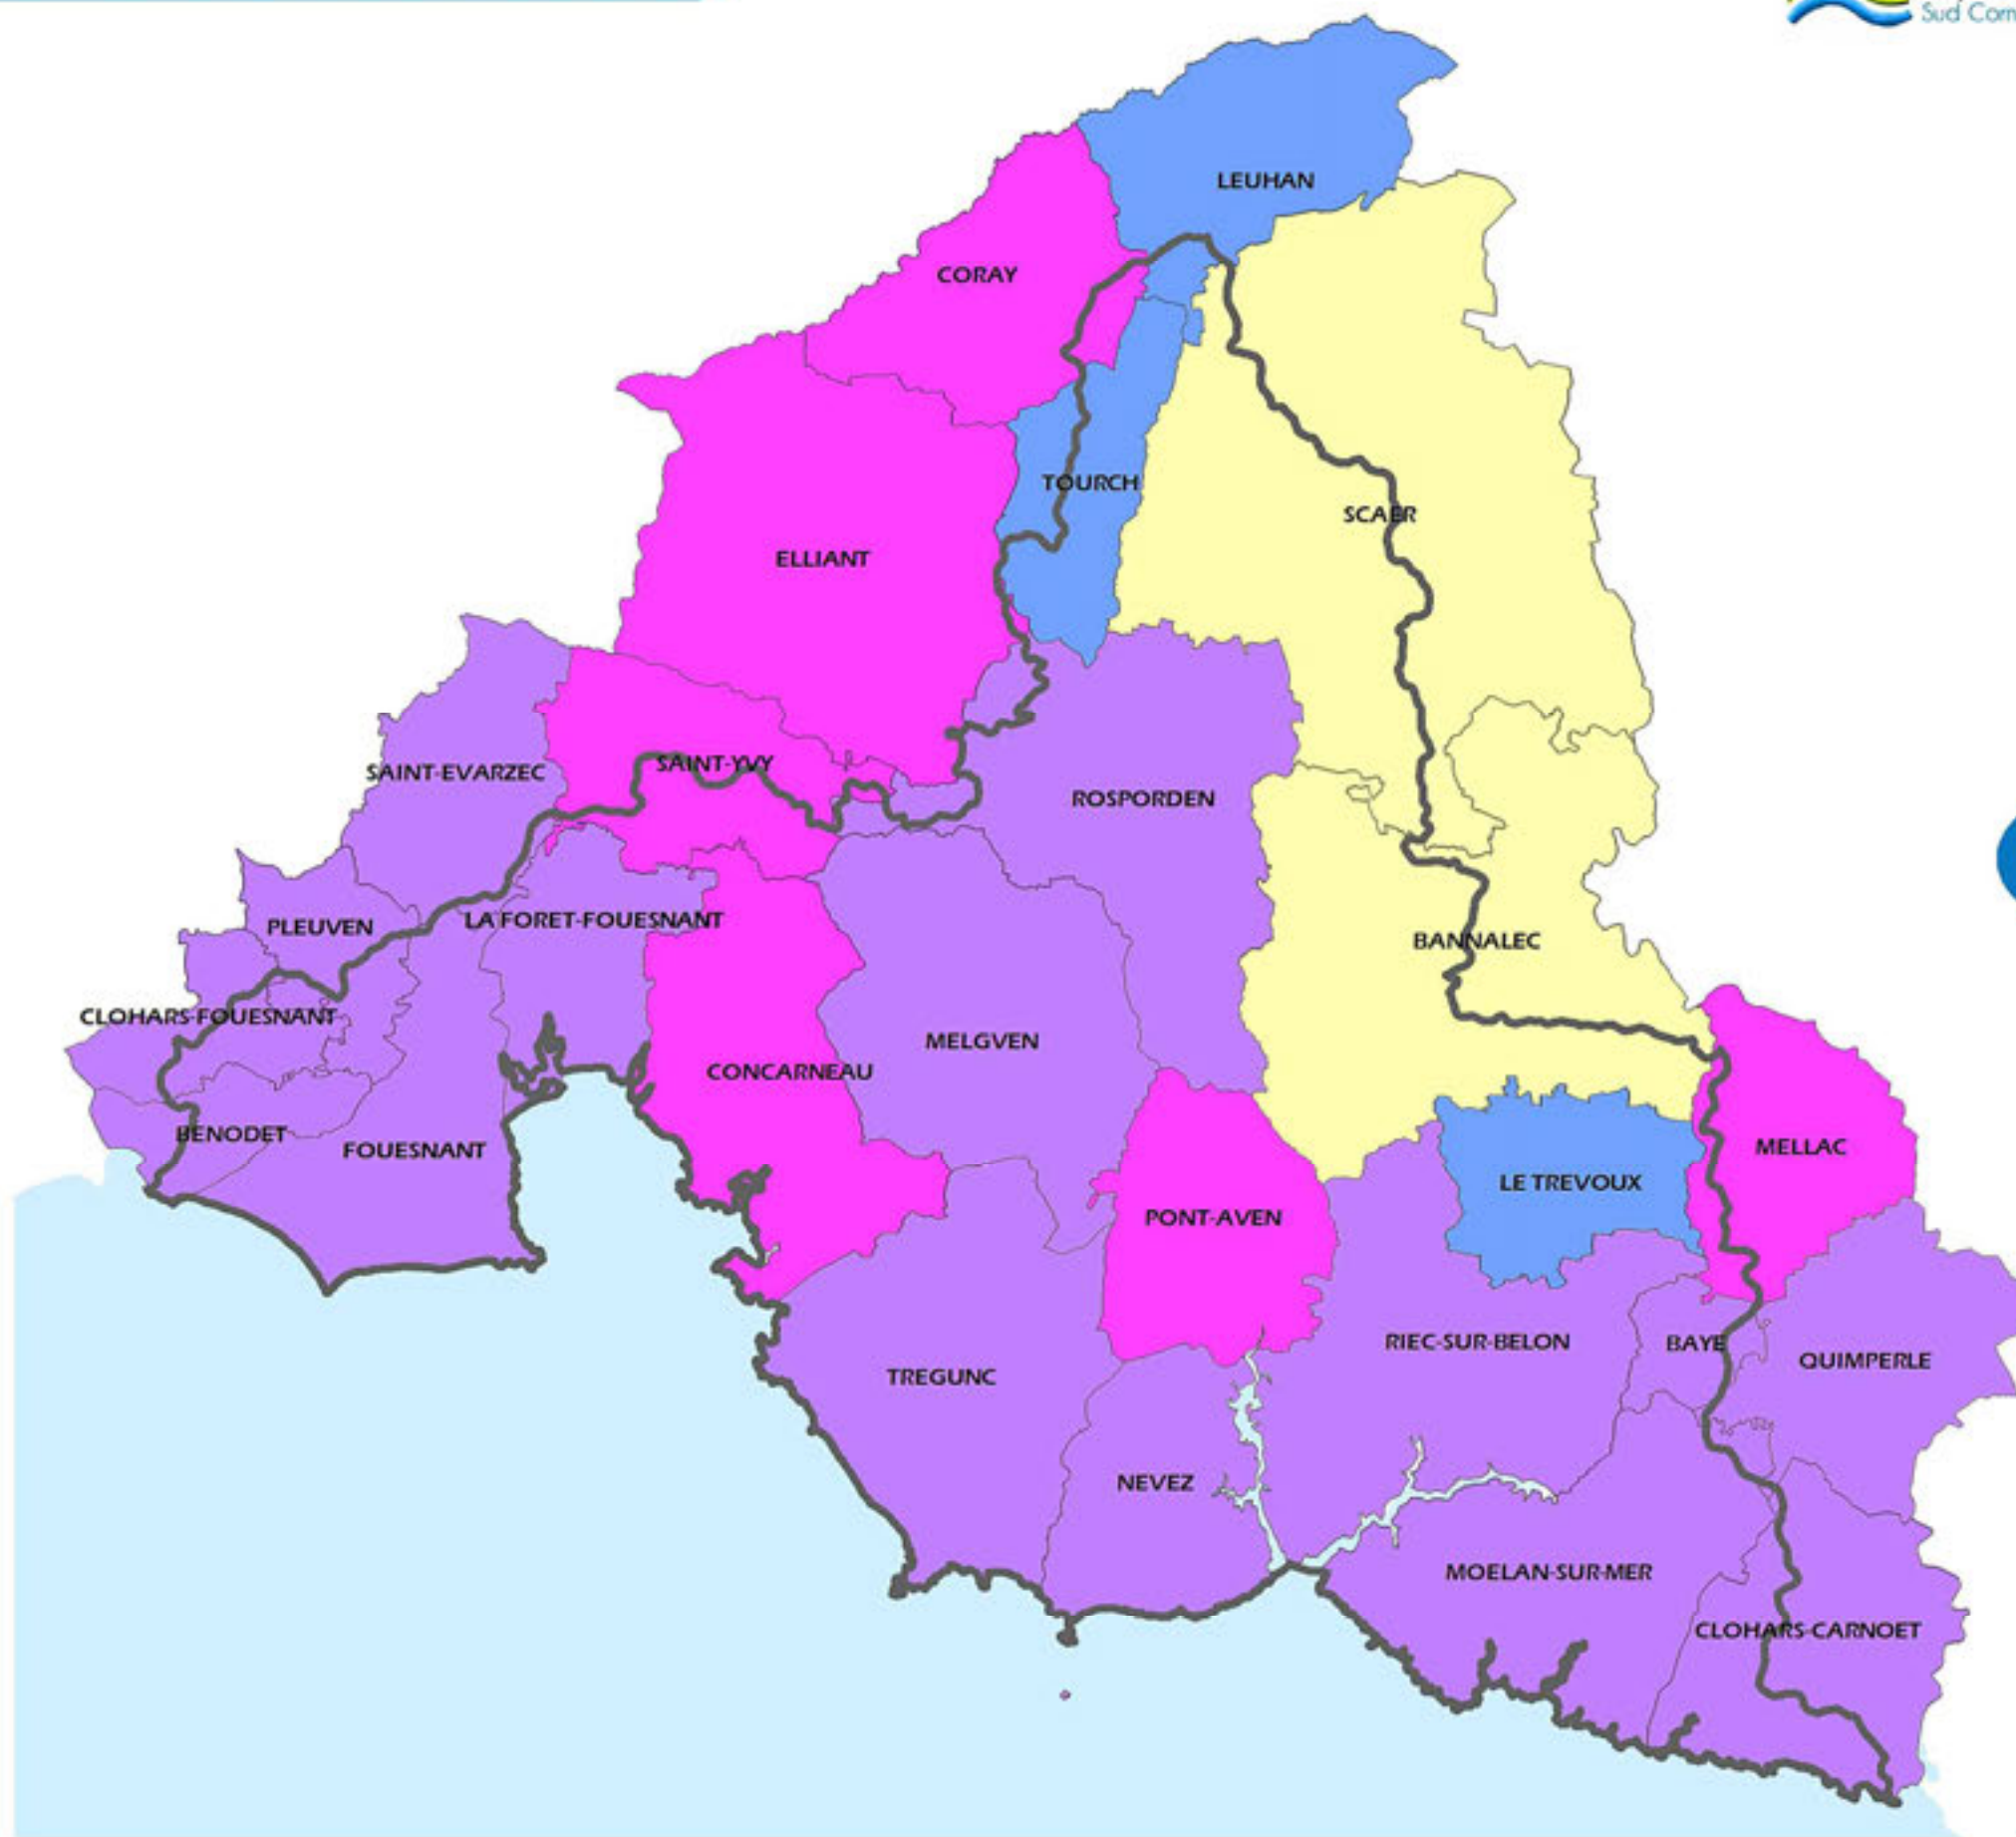 Sud Corn
LEUHAN
CORAY
TOURCH
SCAER
ELLIANT
SAINT-YVY
SAINT-EVARZEC
ROSPORDEN
LA FORET-FOUESNANT
PLEUVEN
BANNALEC
CLOHARS-FOUESNANT
MELGVEN
CONCARNEAU
BENODET
MELLAC
FOUESNANT
LE TREVOUX
PONT-AVEN
RIEC-SUR-BELON
BAYE
QUIMPERLE
TREGUNC
NEVEZ
MOELAN-SUR-MER
CLOHARS-CARNOET